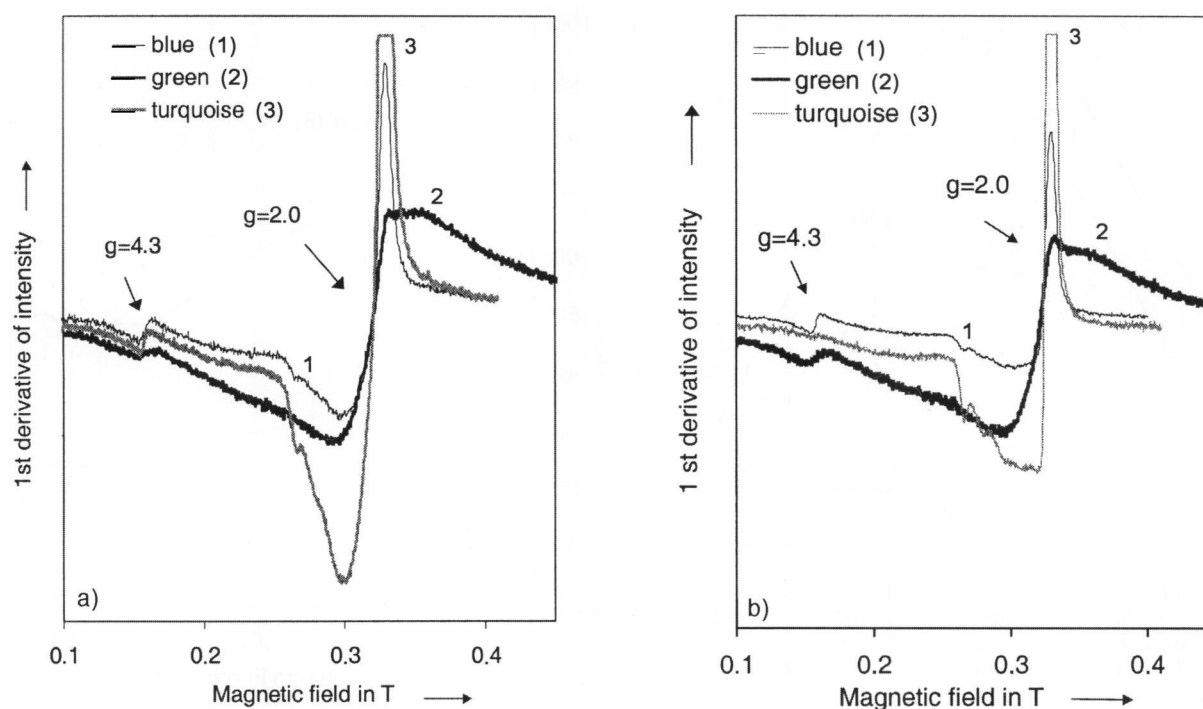 blue (1)
green (2)
turquoise (3)
3
2
g=2.0
g=4.3
1
1st derivative of intensity
a)
0.1 0.2 0.3 0.4
Magnetic field in T
blue (1)
green (2)
turquoise (3)
3
g=2.0
2
g=4.3
1
1 st derivative of intensity
b)
0.1 0.2 0.3 0.4
Magnetic field in T